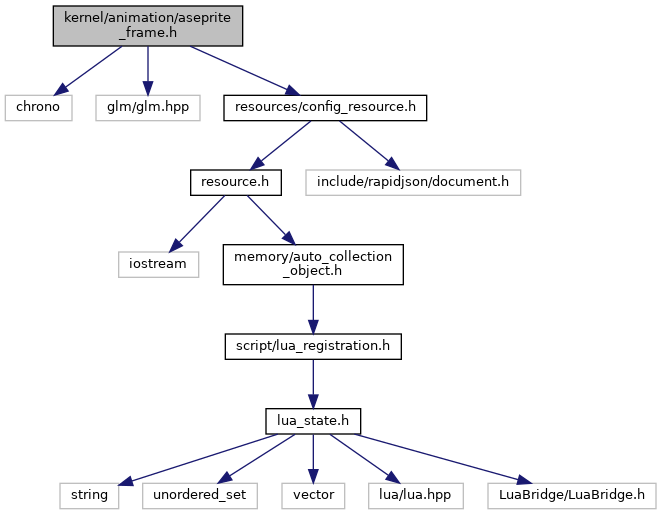 kernel/animation/aseprite
_frame.h
chrono
glm/glm.hpp
resources/config_resource.h
resource.h
include/rapidjson/document.h
iostream
memory/auto_collection
_object.h
script/lua_registration.h
lua_state.h
string
unordered_set
vector
lua/lua.hpp
LuaBridge/LuaBridge.h